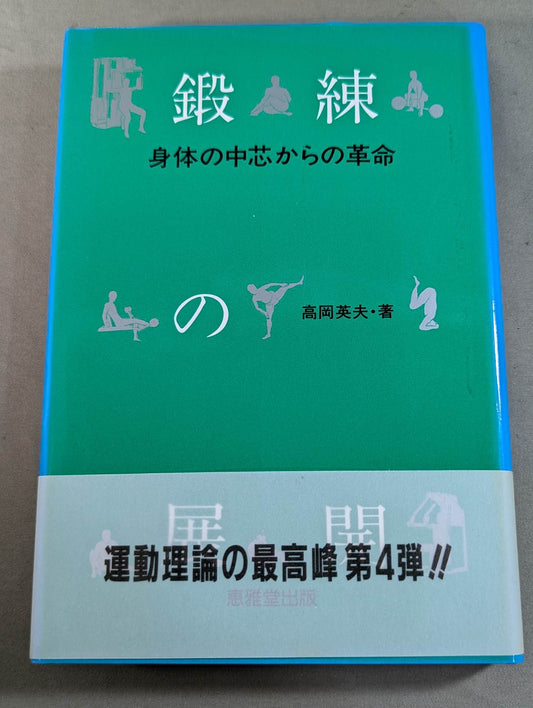 鍛練
身体の中芯からの革命
の
高岡英夫・著
展開
運動理論の最高峰 第4弾!!
恵雅堂出版